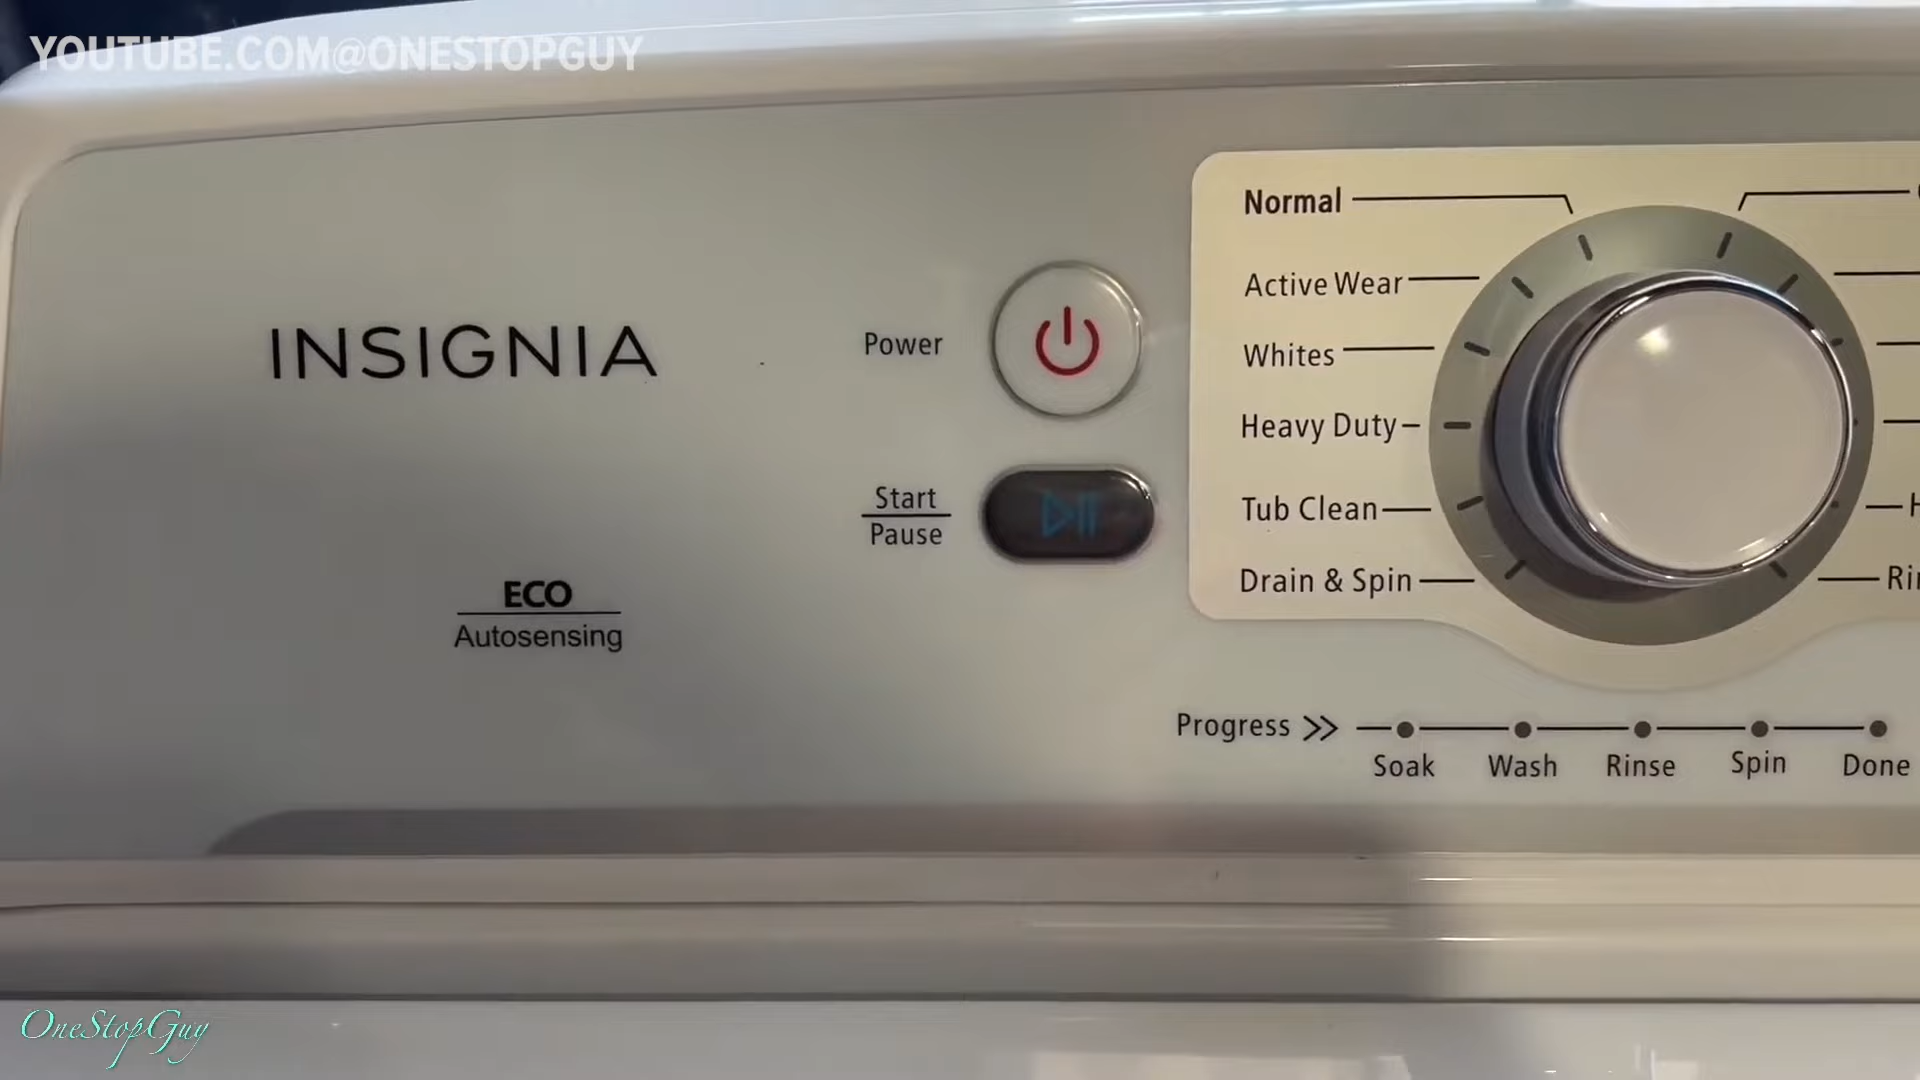 YOUTUBE.COM@ONESTOPGUY
INSIGNIA
ECO
Autosensing
Power
Start
Pause
Normal
Active Wear
Whites
Heavy Duty
Tub Clean
Drain & Spin
Progress >>
Soak Wash Rinse Spin Done
OneStopGuy